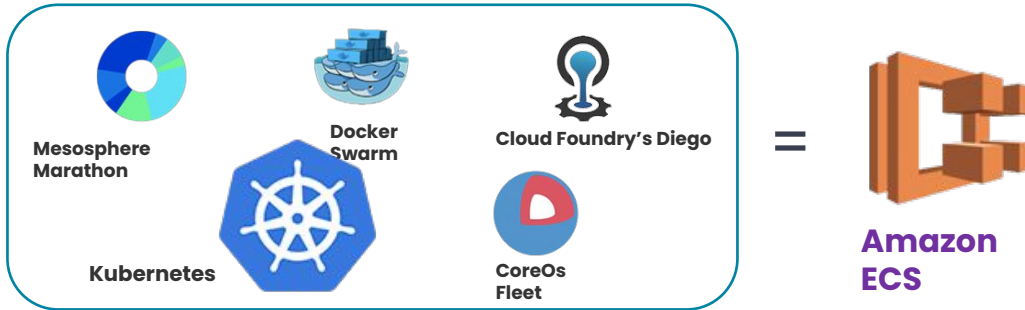 Mesosphere
Marathon
Docker
Swarm
Cloud Foundry’s Diego
=
Kubernetes
CoreOs
Fleet
Amazon
ECS